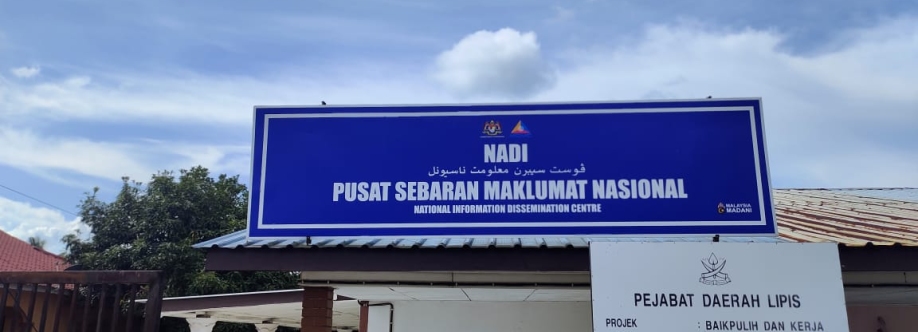 NADI
ڤوست سيبرن معلومت ناسيونل
PUSAT SEBARAN MAKLUMAT NASIONAL
NATIONAL INFORMATION DISSEMINATION CENTRE
MALAYSIA
MADANI
PEJABAT DAERAH LIPIS
PROJEK : BAIKPULIH DAN KERJA